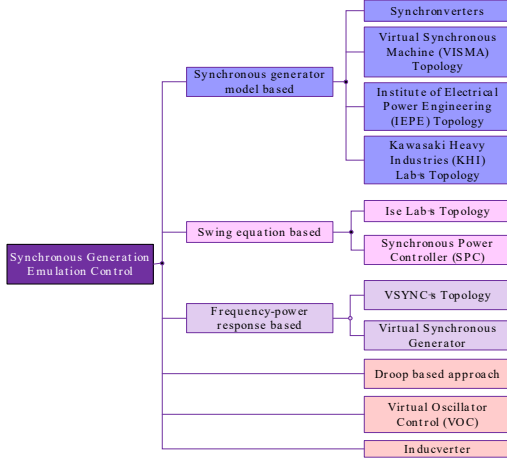 Synchronverters
Virtual Synchronous
Machine (VISMA)
Topology
Synchronous generator
model based
Institute of Electrical
Power Engineering
(IEPE) Topology
Kawasaki Heavy
Industries (KHI)
Lab's Topology
Ise Lab's Topology
Swing equation based
Synchronous Power
Controller (SPC)
Synchronous Generation
Emulation Control
VSYNC's Topology
Frequency-power
response based
Virtual Synchronous
Generator
Droop based approach
Virtual Oscillator
Control (VOC)
Inducverter